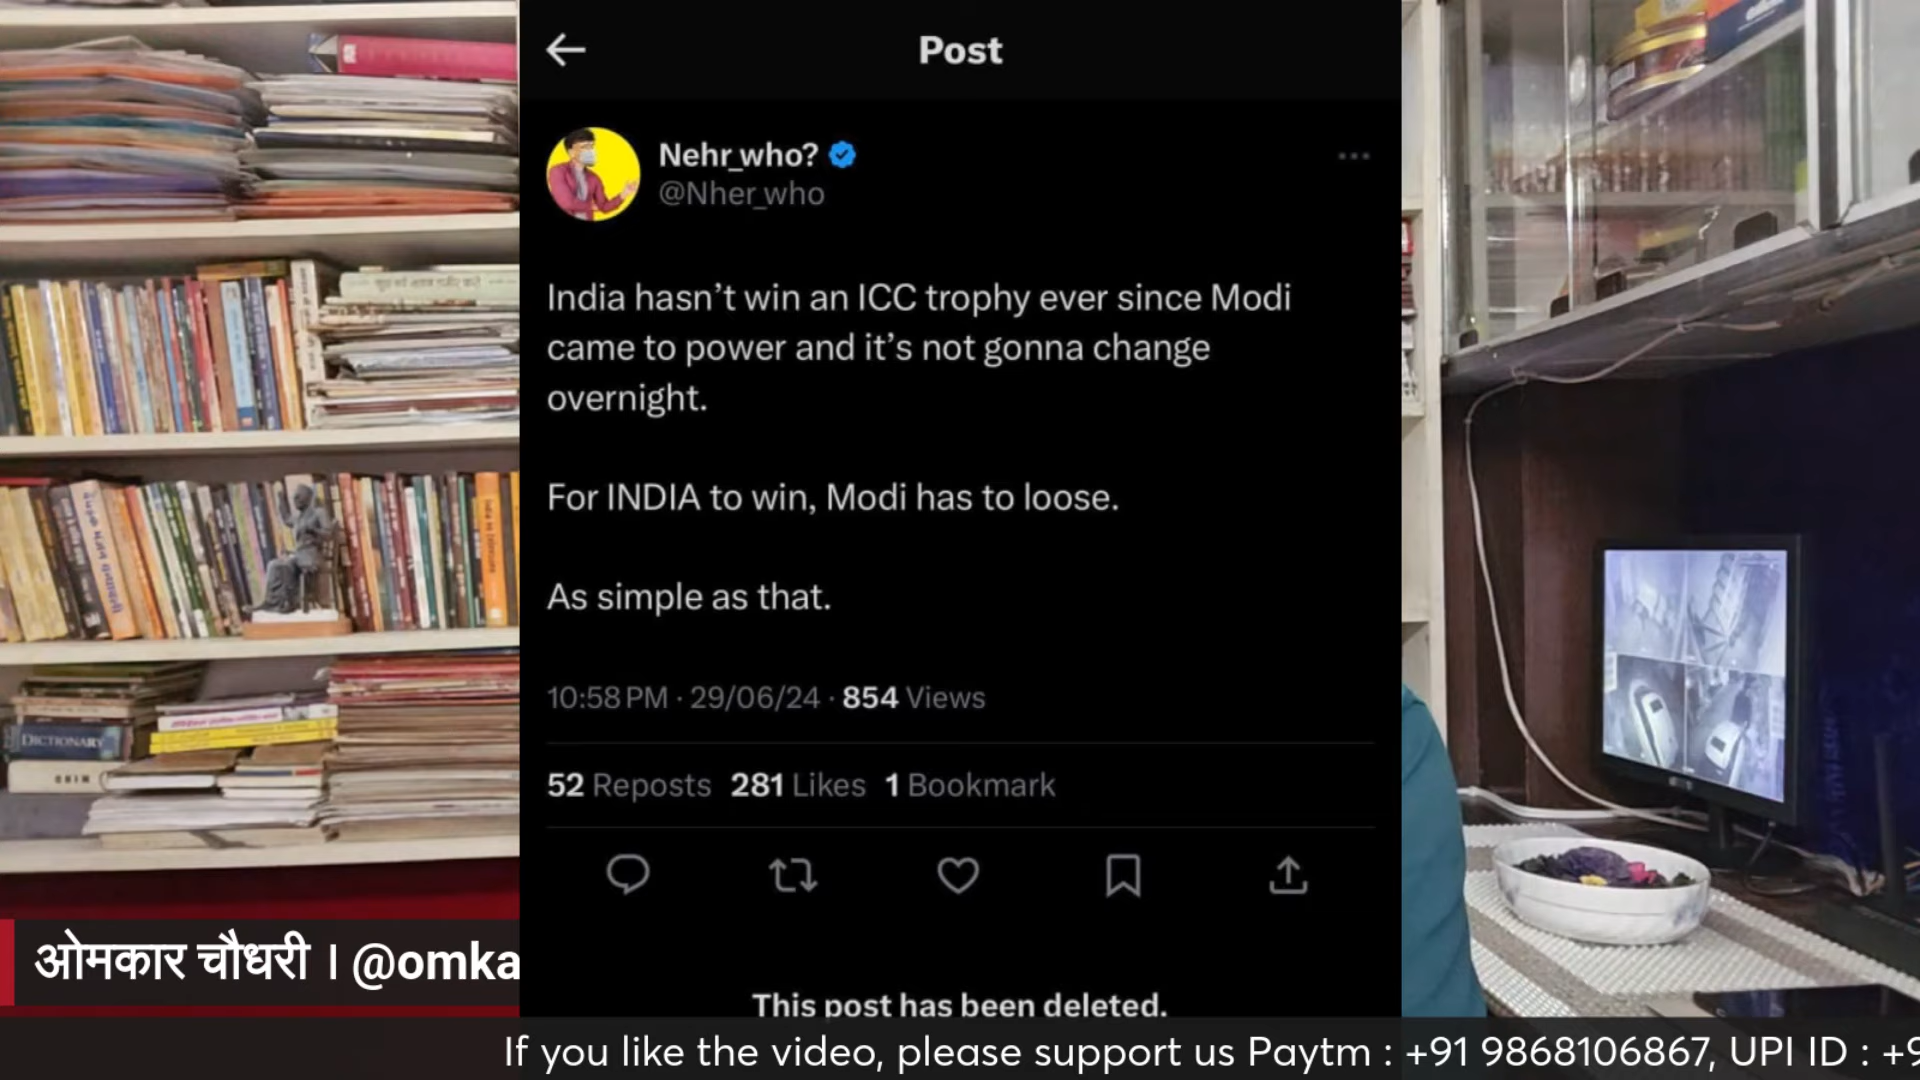 Post
Nehr_who?
@Nher_who
India hasn’t win an ICC trophy ever since Modi
came to power and it’s not gonna change
overnight.
For INDIA to win, Modi has to loose.
As simple as that.
10:58 PM · 29/06/24 · 854 Views
52 Reposts 281 Likes 1 Bookmark
This post has been deleted.
DICTIONARY
ओमकार चौधरी । @omka
If you like the video, please support us Paytm : +91 9868106867, UPI ID : +9